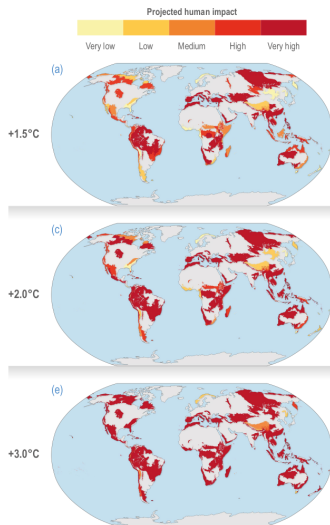 Projected human impact
Very low Low Medium High Very high
(a)
+1.5°C
(c)
+2.0°C
(e)
+3.0°C